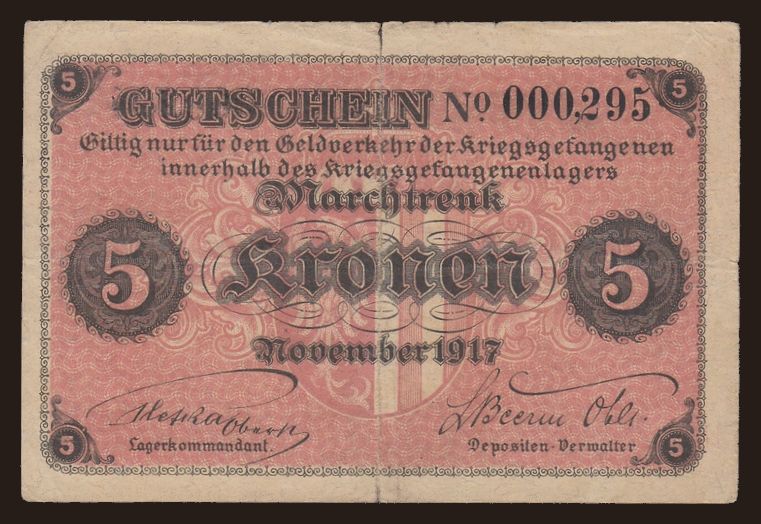 5 5
GUTSCHEIN No 000,295
Giltig nur für den Geldverkehr der Kriegsgefangenen
innerhalb des Kriegsgefangenenlagers
Marchtrenk
5 Kronen 5
November 1917
Oberst
Lagerkommandant. Depositen-Verwalter
5 5